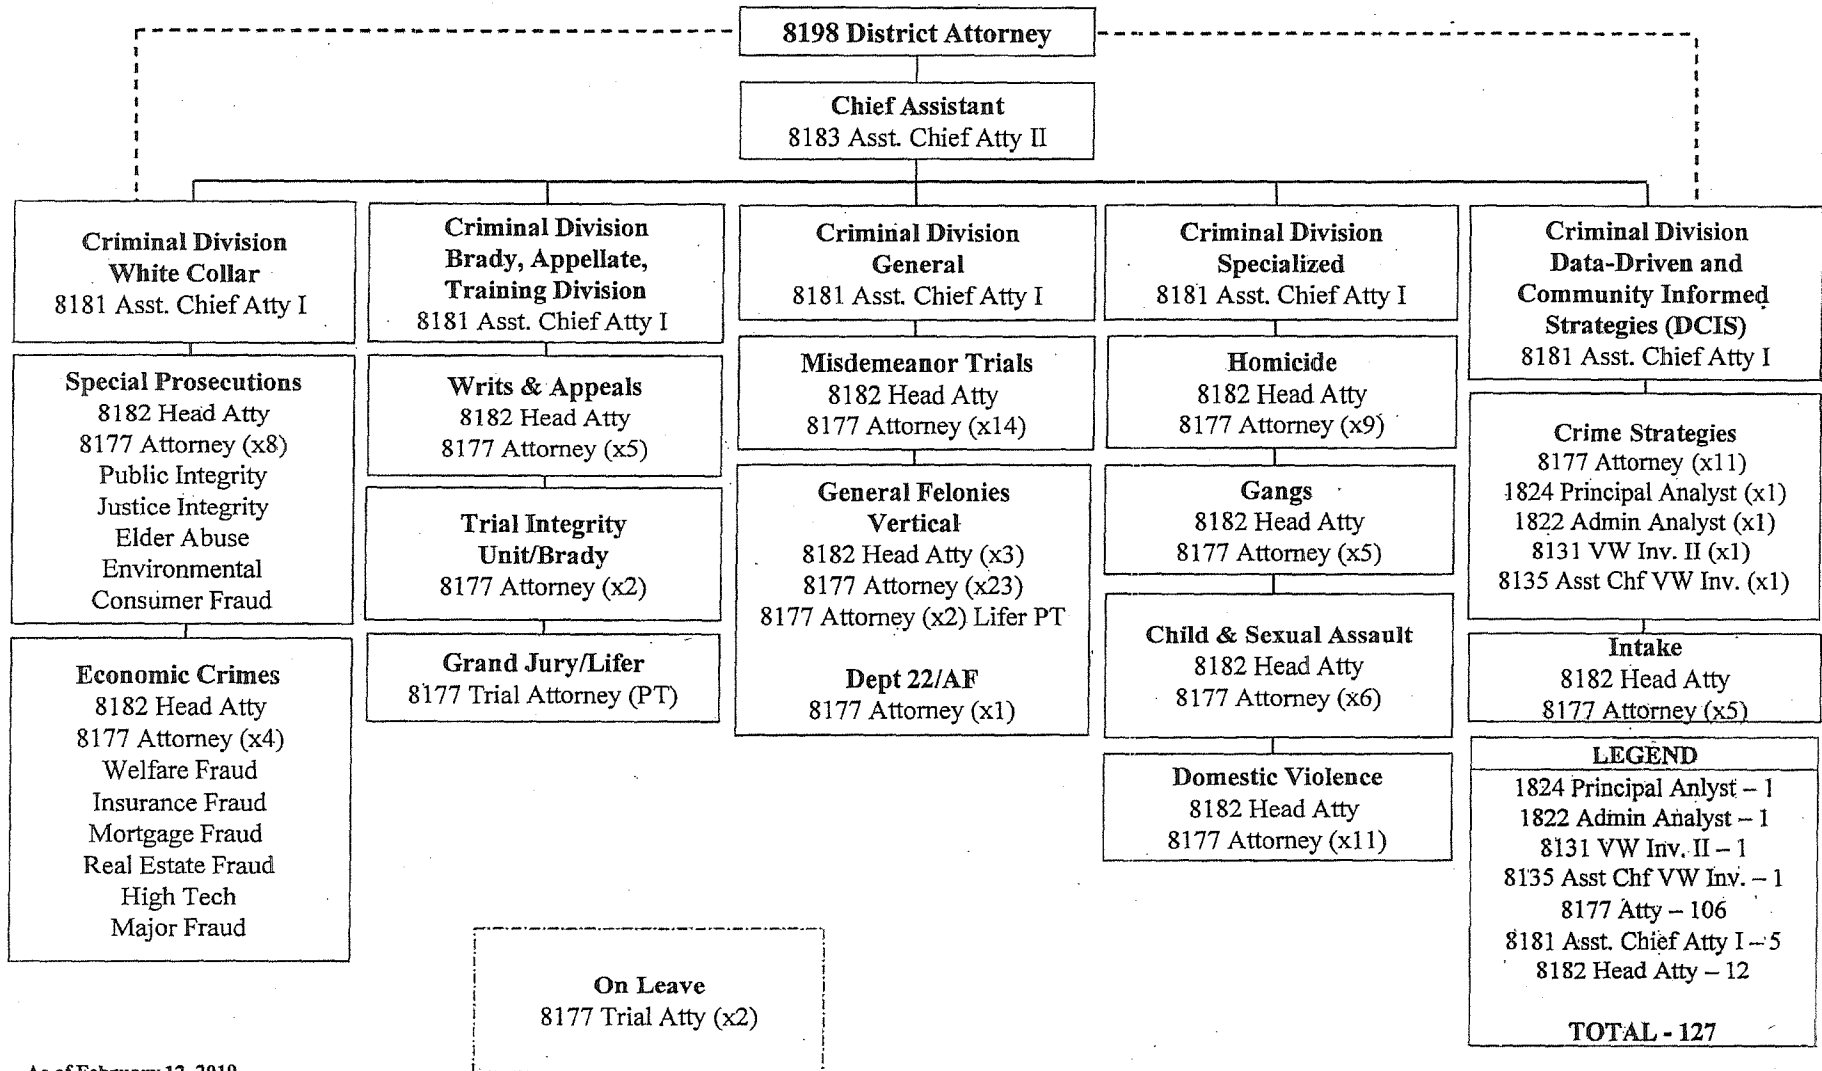 8198 District Attorney
Chief Assistant
8183 Asst. Chief Atty II
Criminal Division
White Collar
8181 Asst. Chief Atty I
Special Prosecutions
8182 Head Atty
8177 Attorney (x8)
Public Integrity
Justice Integrity
Elder Abuse
Environmental
Consumer Fraud
Economic Crimes
8182 Head Atty
8177 Attorney (x4)
Welfare Fraud
Insurance Fraud
Mortgage Fraud
Real Estate Fraud
High Tech
Major Fraud
Criminal Division
Brady, Appellate,
Training Division
8181 Asst. Chief Atty I
Writs & Appeals
8182 Head Atty
8177 Attorney (x5)
Trial Integrity
Unit/Brady
8177 Attorney (x2)
Grand Jury/Lifer
8177 Trial Attorney (PT)
Criminal Division
General
8181 Asst. Chief Atty I
Misdemeanor Trials
8182 Head Atty
8177 Attorney (x14)
General Felonies
Vertical
8182 Head Atty (x3)
8177 Attorney (x23)
8177 Attorney (x2) Lifer PT
Dept 22/AF
8177 Attorney (x1)
Criminal Division
Specialized
8181 Asst. Chief Atty I
Homicide
8182 Head Atty
8177 Attorney (x9)
Gangs
8182 Head Atty
8177 Attorney (x5)
Child & Sexual Assault
8182 Head Atty
8177 Attorney (x6)
Domestic Violence
8182 Head Atty
8177 Attorney (x11)
Criminal Division
Data-Driven and
Community Informed
Strategies (DCIS)
8181 Asst. Chief Atty I
Crime Strategies
8177 Attorney (x11)
1824 Principal Analyst (x1)
1822 Admin Analyst (x1)
8131 VW Inv. II (x1)
8135 Asst Chf VW Inv. (x1)
Intake
8182 Head Atty
8177 Attorney (x5)
LEGEND
1824 Principal Anlyst – 1
1822 Admin Analyst – 1
8131 VW Inv. II – 1
8135 Asst Chf VW Inv. – 1
8177 Atty – 106
8181 Asst. Chief Atty I – 5
8182 Head Atty – 12
TOTAL - 127
On Leave
8177 Trial Atty (x2)
As of February 12, 2019